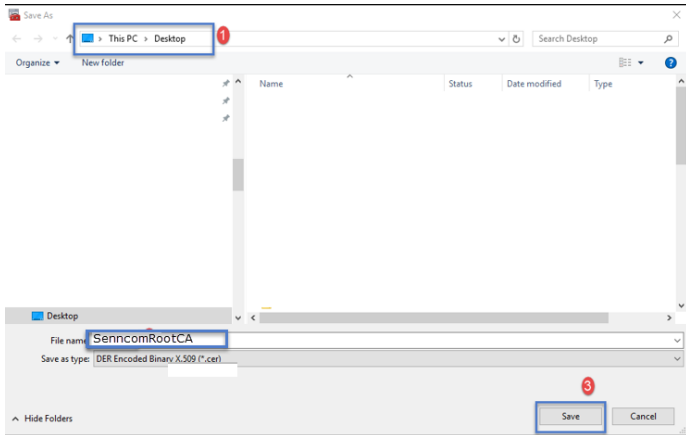 Save As
This PC > Desktop
1
Search Desktop
Organize
New folder
?
Name
Status
Date modified
Type
Desktop
File name
SenncomRootCA
Save as type: DER Encoded Binary X.509 (*.cer)
3
Hide Folders
Save
Cancel